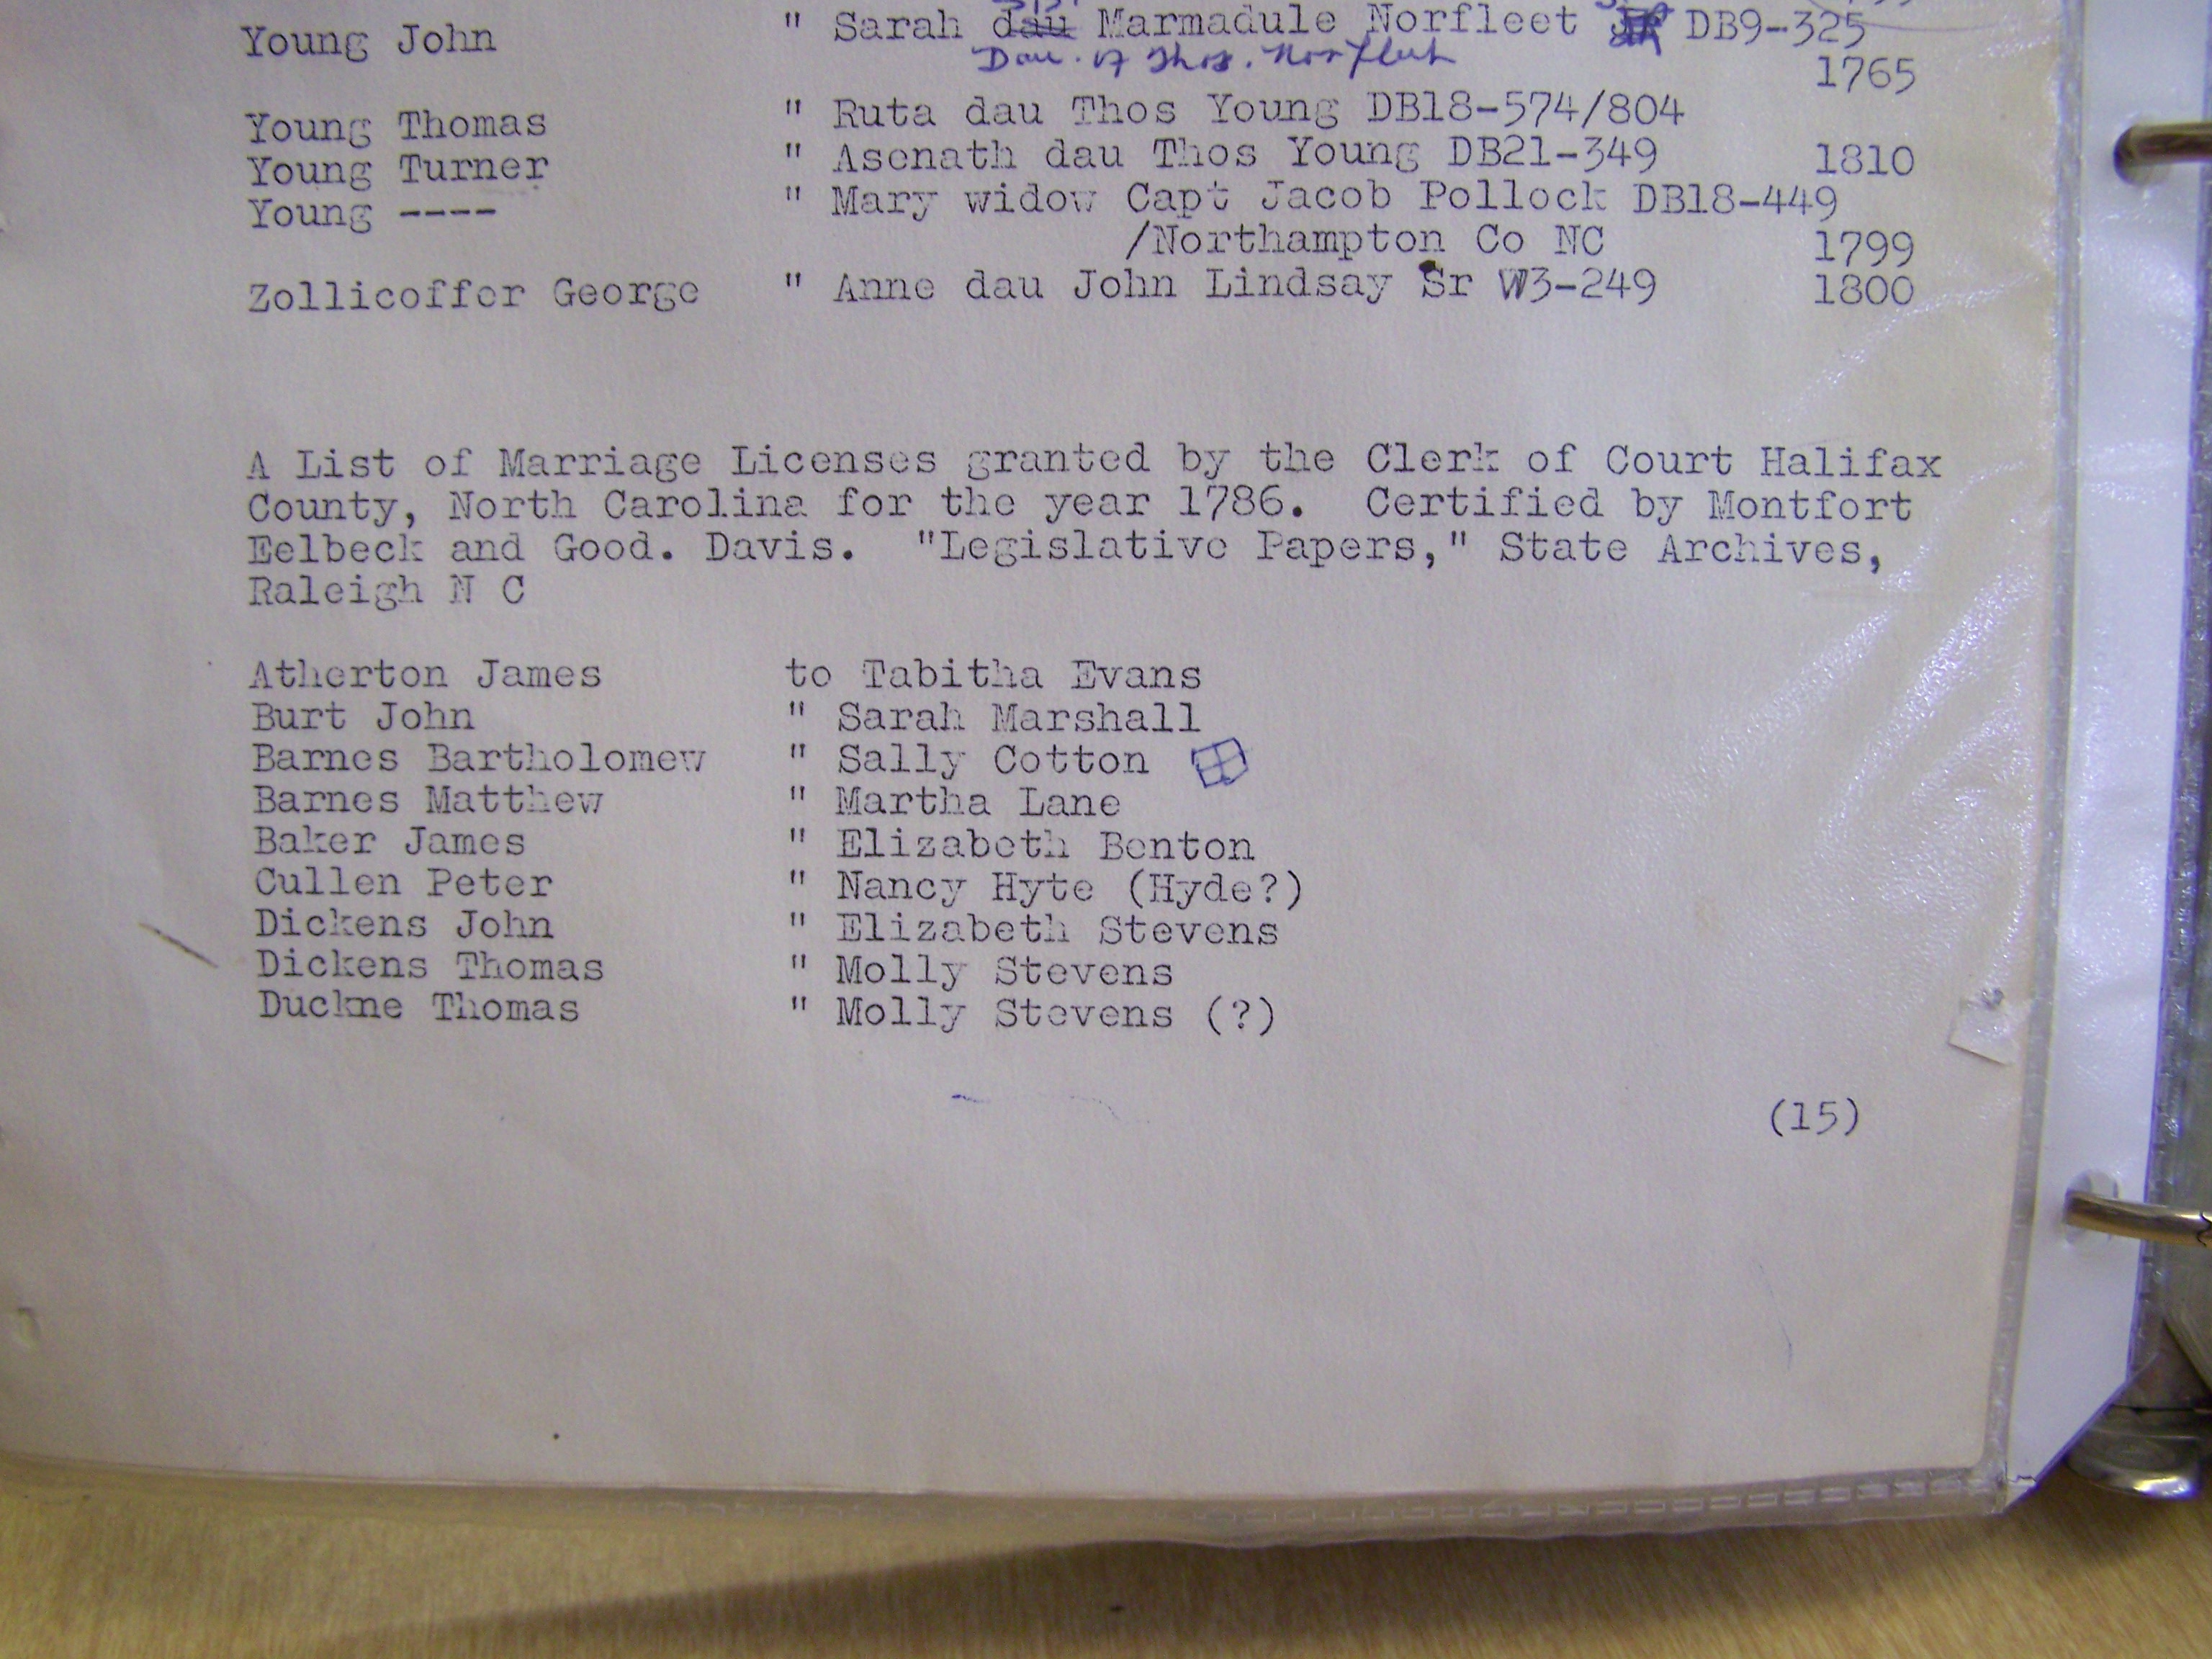 Young John " Sarah dau Marmadule Norfleet DB9-325
Dau. of Thos. Norfleet
1765
Young Thomas " Ruta dau Thos Young DB18-574/804
Young Turner " Asenath dau Thos Young DB21-349 1810
Young ---- " Mary widow Capt Jacob Pollock DB18-449
/Northampton Co NC 1799
Zollicoffer George " Anne dau John Lindsay Sr W3-249 1800
A List of Marriage Licenses granted by the Clerk of Court Halifax
County, North Carolina for the year 1786. Certified by Montfort
Eelbeck and Good. Davis. "Legislative Papers," State Archives,
Raleigh N C
Atherton James to Tabitha Evans
Burt John " Sarah Marshall
Barnes Bartholomew " Sally Cotton
Barnes Matthew " Martha Lane
Baker James " Elizabeth Benton
Cullen Peter " Nancy Hyte (Hyde?)
Dickens John " Elizabeth Stevens
Dickens Thomas " Molly Stevens
Duckne Thomas " Molly Stevens (?)
(15)